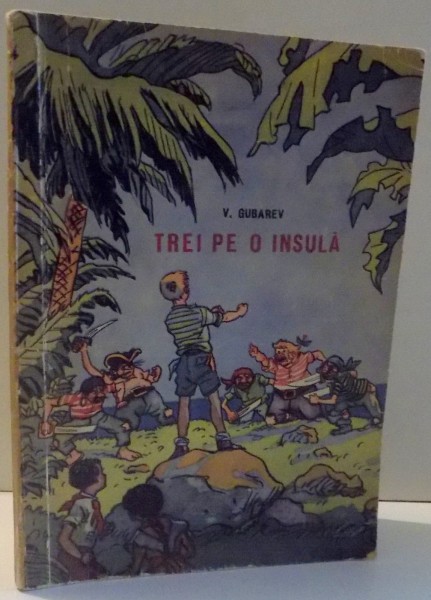 V. GUBAREV
TREI PE O INSULĂ